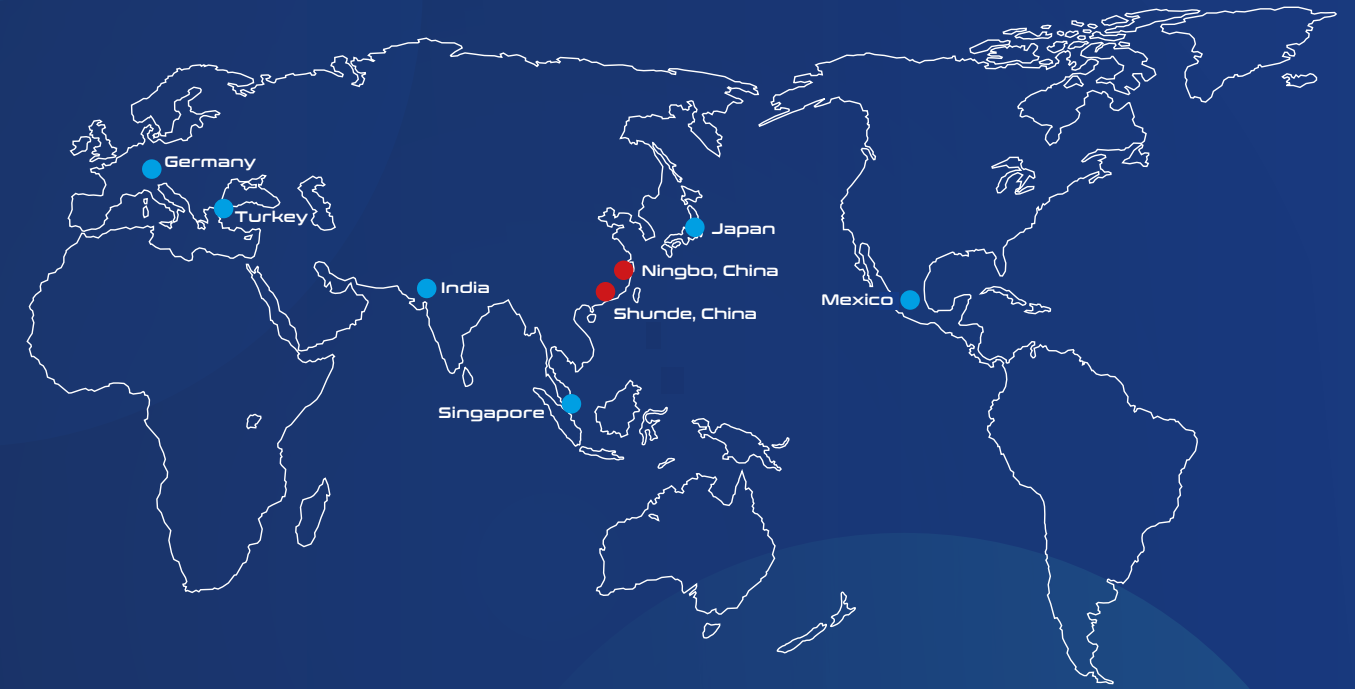 Germany
Turkey
Japan
Ningbo, China
India
Mexico
Shunde, China
Singapore